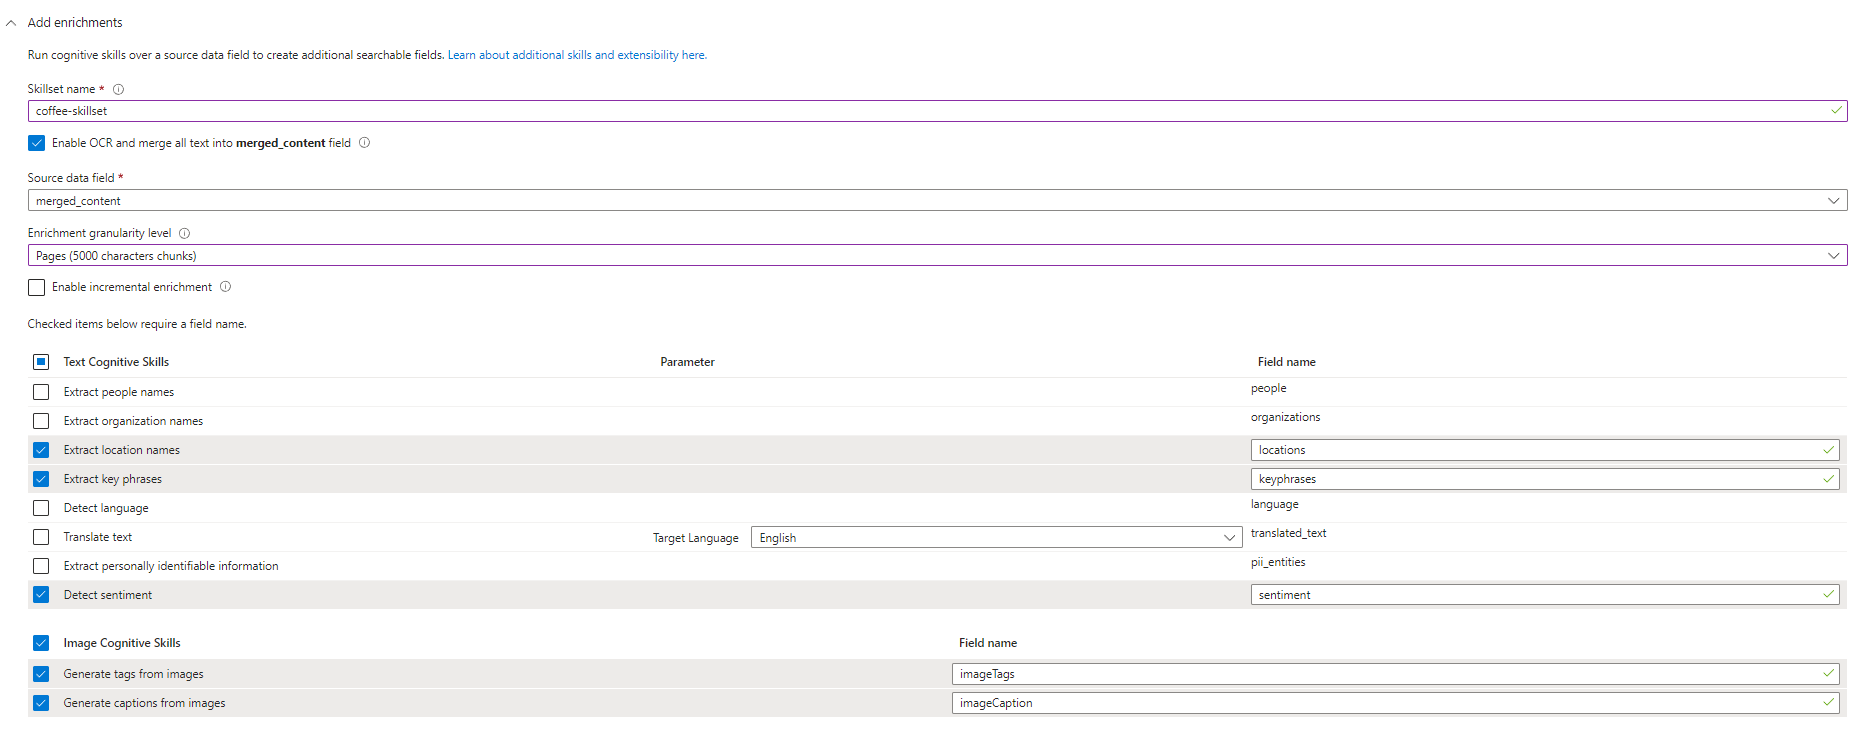 Add enrichments
Run cognitive skills over a source data field to create additional searchable fields. Learn about additional skills and extensibility here.
Skillset name *
coffee-skillset
Enable OCR and merge all text into merged_content field
Source data field *
merged_content
Enrichment granularity level
Pages (5000 characters chunks)
Enable incremental enrichment
Checked items below require a field name.
Text Cognitive Skills Parameter Field name
Extract people names people
Extract organization names organizations
Extract location names locations
Extract key phrases keyphrases
Detect language language
Translate text Target Language English translated_text
Extract personally identifiable information pii_entities
Detect sentiment sentiment
Image Cognitive Skills Field name
Generate tags from images imageTags
Generate captions from images imageCaption